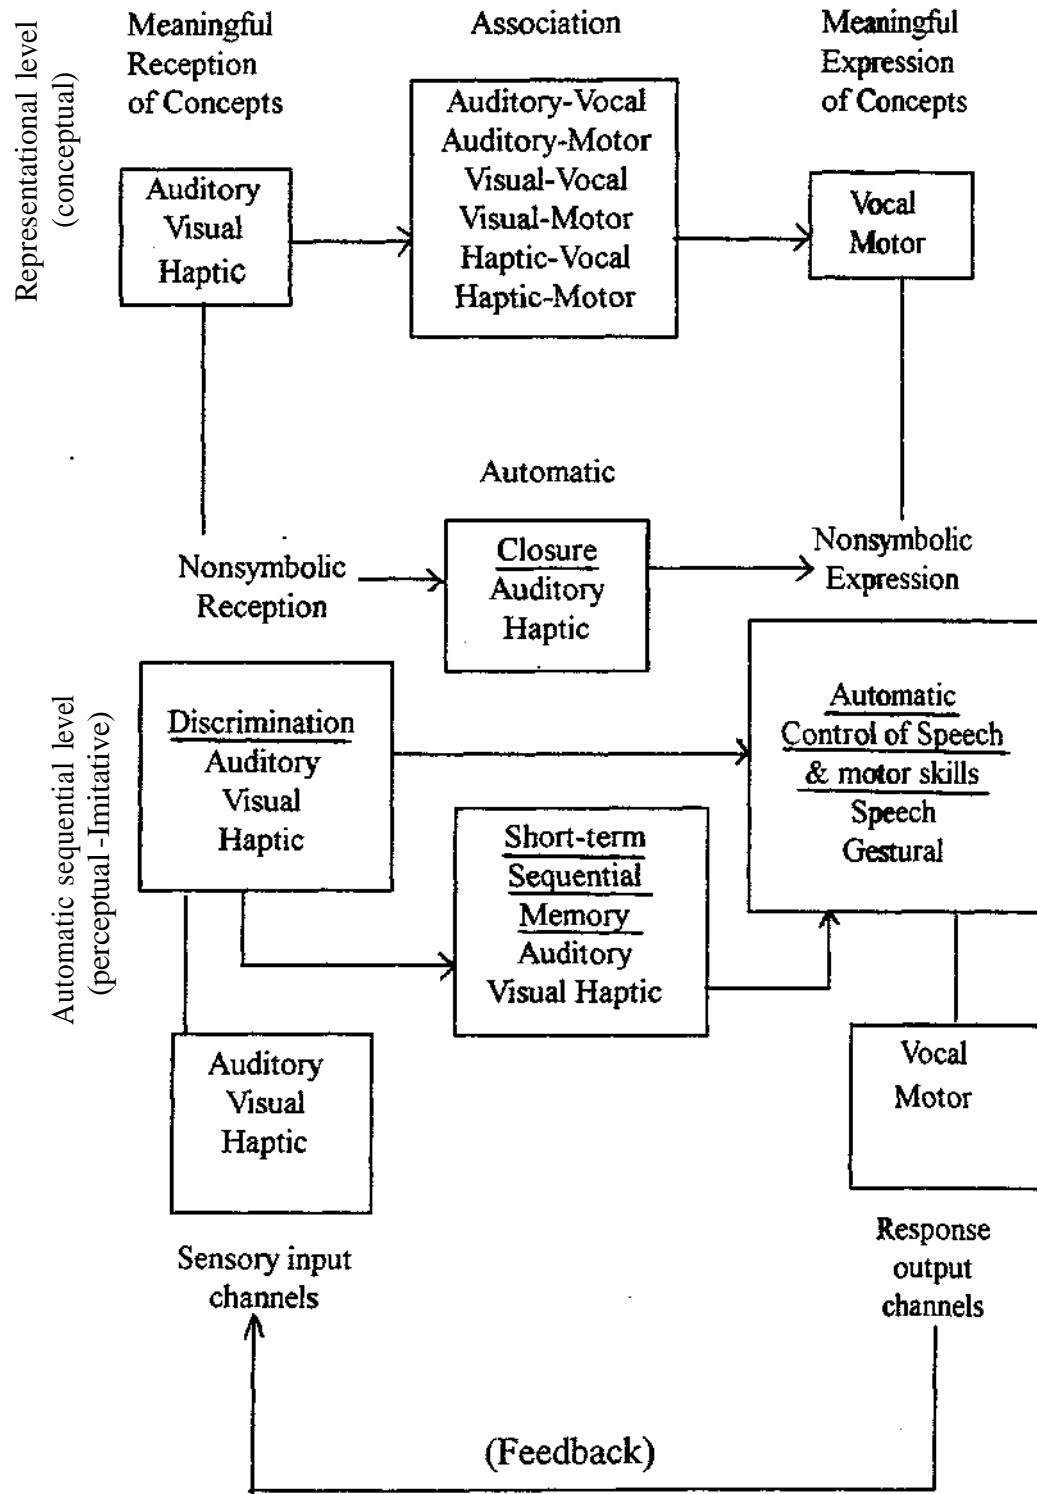 Representational level
(conceptual)
Meaningful
Reception
of Concepts
Association
Meaningful
Expression
of Concepts
Auditory
Visual
Haptic
Auditory-Vocal
Auditory-Motor
Visual-Vocal
Visual-Motor
Haptic-Vocal
Haptic-Motor
Vocal
Motor
Automatic
Nonsymbolic
Reception
Closure
Auditory
Haptic
Nonsymbolic
Expression
Automatic sequential level
(perceptual -Imitative)
Discrimination
Auditory
Visual
Haptic
Short-term
Sequential
Memory
Auditory
Visual Haptic
Automatic
Control of Speech
& motor skills
Speech
Gestural
Auditory
Visual
Haptic
Vocal
Motor
Sensory input
channels
Response
output
channels
(Feedback)